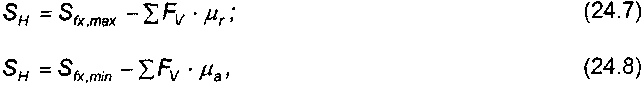 S_H = S_fx,max − ∑F_V · μ_r ; (24.7)
S_H = S_fx,min − ∑F_V · μ_a , (24.8)